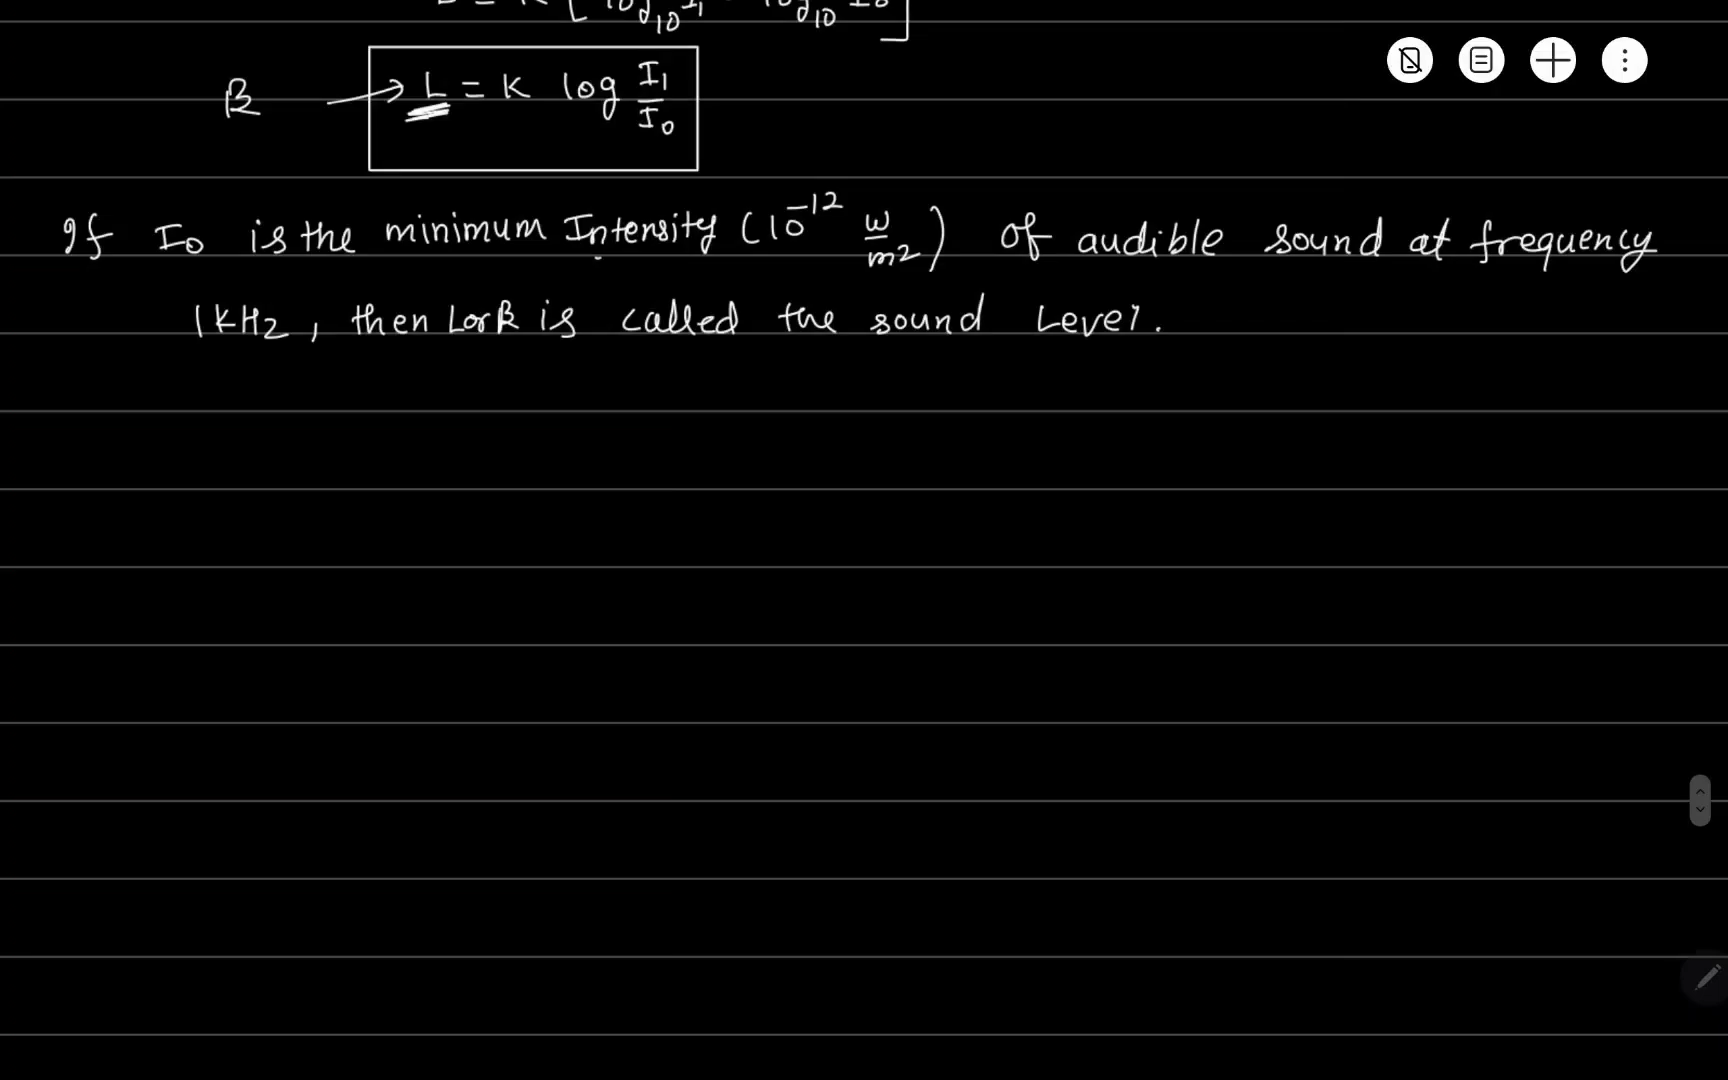 β → L = K log I₁/I₀
If I₀ is the minimum Intensity (10⁻¹² w/m²) of audible sound at frequency
1KHz, then L or β is called the sound Level.